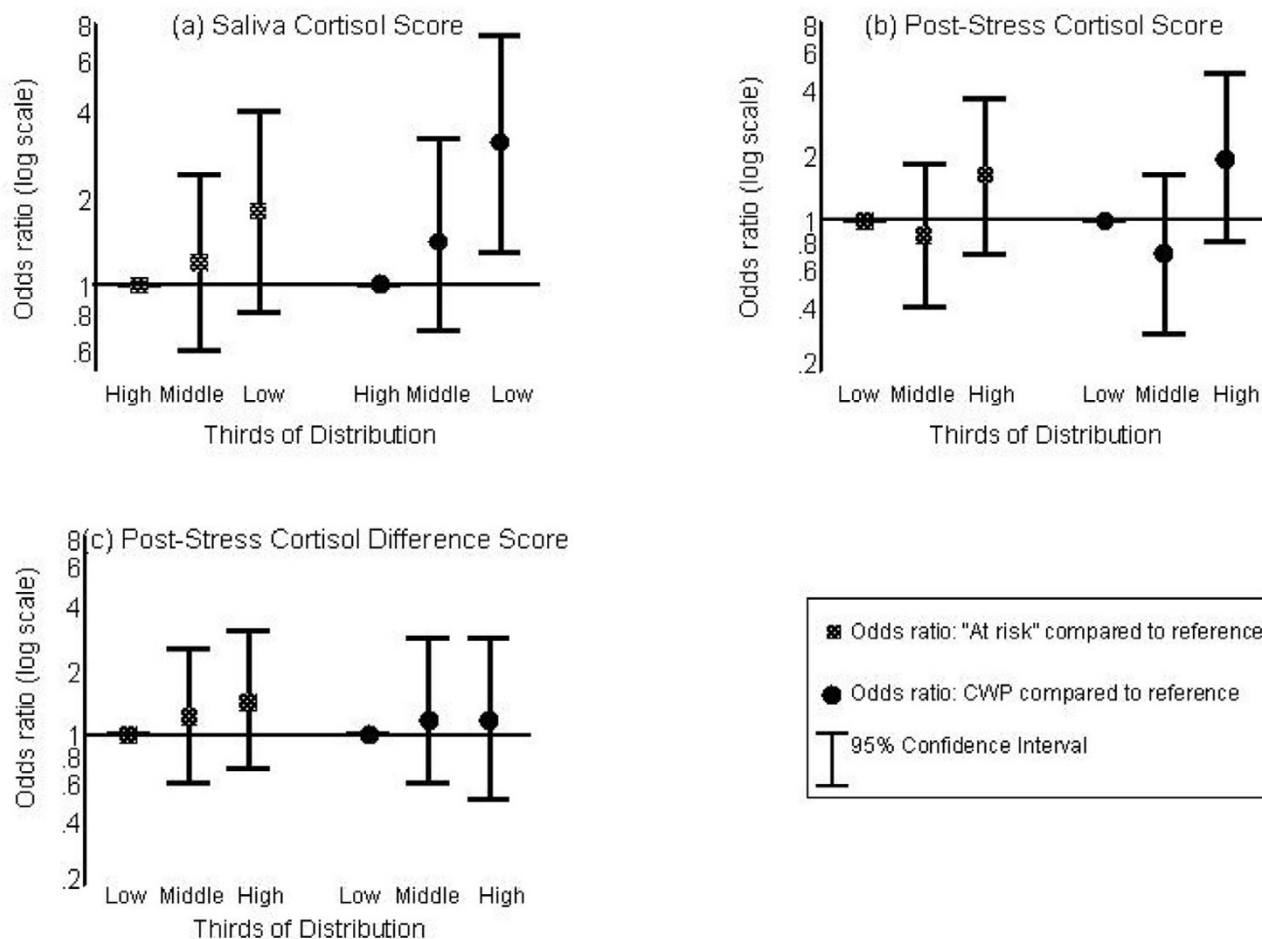 (a) Saliva Cortisol Score
Odds ratio (log scale)
8
6
4
2
1
.8
.6
High Middle Low High Middle Low
Thirds of Distribution
(b) Post-Stress Cortisol Score
Odds ratio (log scale)
8
6
4
2
1
.8
.6
.4
.2
Low Middle High Low Middle High
Thirds of Distribution
(c) Post-Stress Cortisol Difference Score
Odds ratio (log scale)
8
6
4
2
1
.8
.6
.4
.2
Low Middle High Low Middle High
Thirds of Distribution
Odds ratio: "At risk" compared to reference
Odds ratio: CWP compared to reference
95% Confidence Interval